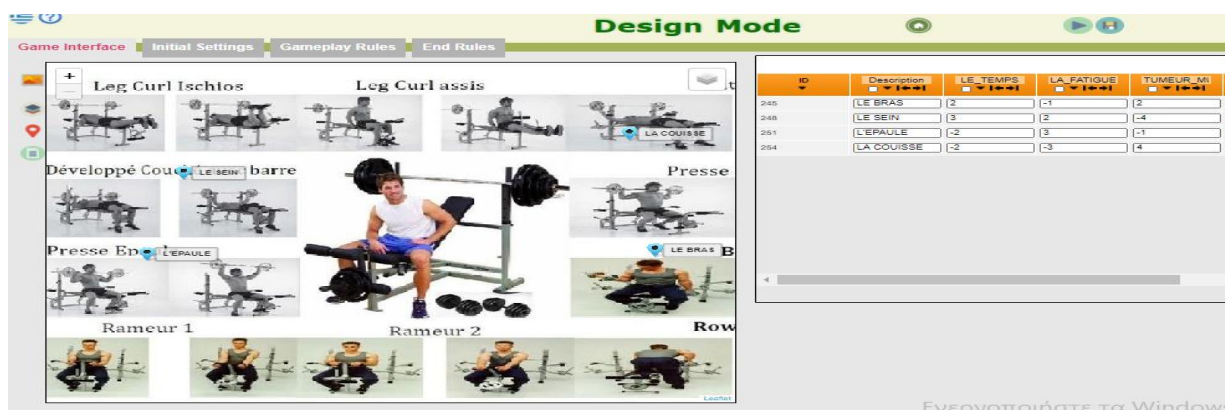 Design Mode
Game Interface
Initial Settings
Gameplay Rules
End Rules
+
-
Leg Curl Ischios
Leg Curl assis
t
LA COUISSE
Développé Cou
LE SEIN
barre
Presse
Presse Ep
L'EPAULE
LE BRAS
B
Rameur 1
Rameur 2
Row
Leaflet
ID Description LE_TEMPS LA_FATIGUE TUMEUR_MI
245 LE BRAS 2 -1 2
248 LE SEIN 3 2 -4
251 L'EPAULE -2 3 -1
254 LA COUISSE -2 -3 4
Ενεργοποιήστε τα Windows